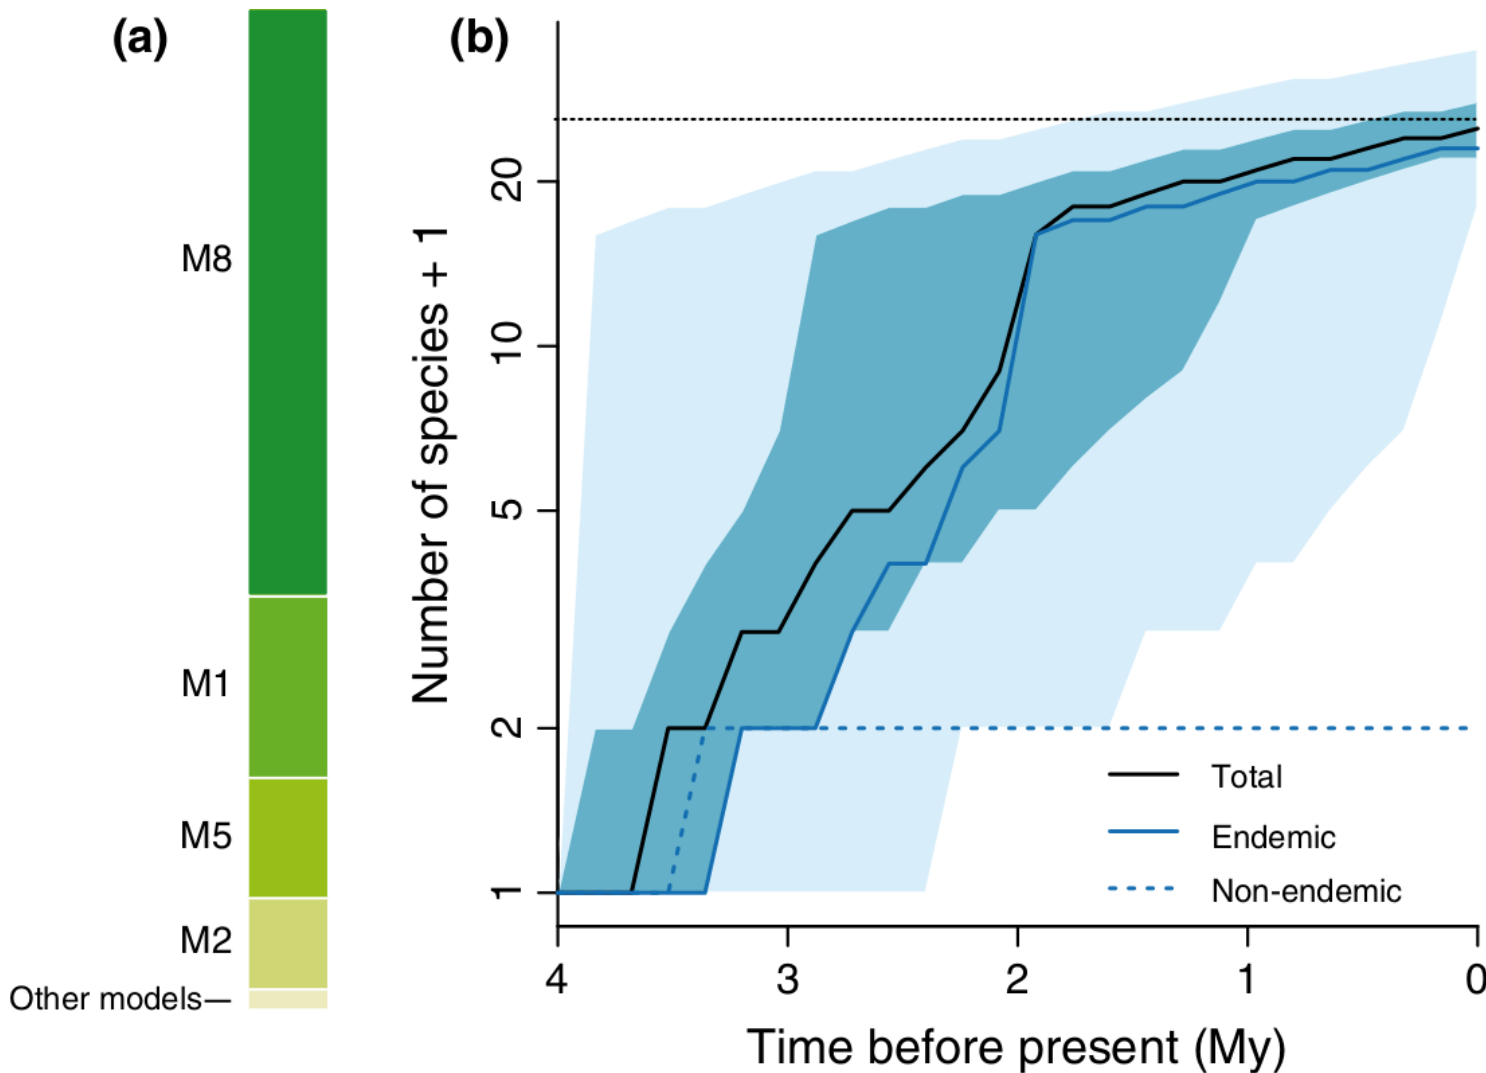 (a)
M8
M1
M5
M2
Other models
(b)
Number of species + 1
20
10
5
2
1
Total
Endemic
Non-endemic
4 3 2 1 0
Time before present (My)